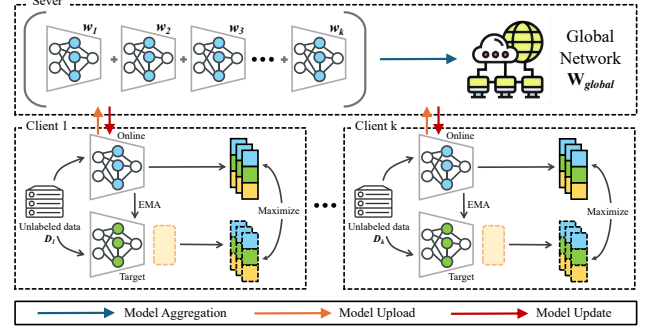 Sever
w1 w2 w3 wk
+ + + ••• +
Global
Network
Wglobal
Client 1
Online
EMA
Unlabeled data
Di
Target
Maximize
•••
Client k
Online
EMA
Unlabeled data
Dk
Target
Maximize
Model Aggregation Model Upload Model Update